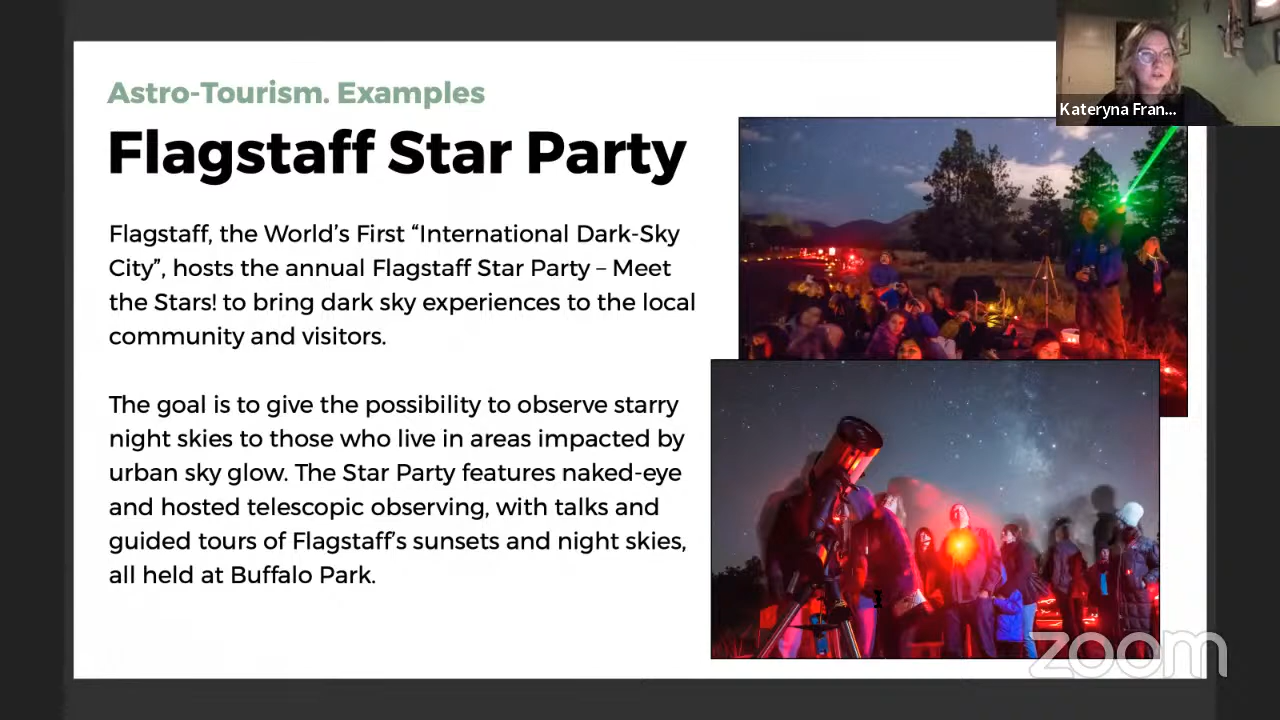 Astro-Tourism. Examples
Flagstaff Star Party
Kateryna Fran...
Flagstaff, the World's First “International Dark-Sky
City”, hosts the annual Flagstaff Star Party – Meet
the Stars! to bring dark sky experiences to the local
community and visitors.
The goal is to give the possibility to observe starry
night skies to those who live in areas impacted by
urban sky glow. The Star Party features naked-eye
and hosted telescopic observing, with talks and
guided tours of Flagstaff's sunsets and night skies,
all held at Buffalo Park.
zoom